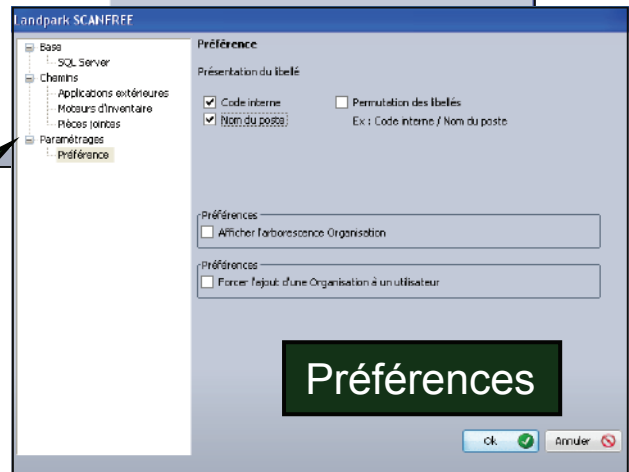 Landpark SCANFREE
Base
SQL Server
Chemins
Applications extérieures
Moteurs d'inventaire
Pièces jointes
Paramétrages
Préférence
Préférence
Présentation du libellé
Code interne
Permutation des libellés
Nom du poste
Ex : Code interne / Nom du poste
Préférences
Afficher l'arborescence Organisation
Préférences
Forcer l'ajout d'une Organisation à un utilisateur
Préférences
Ok
Annuler